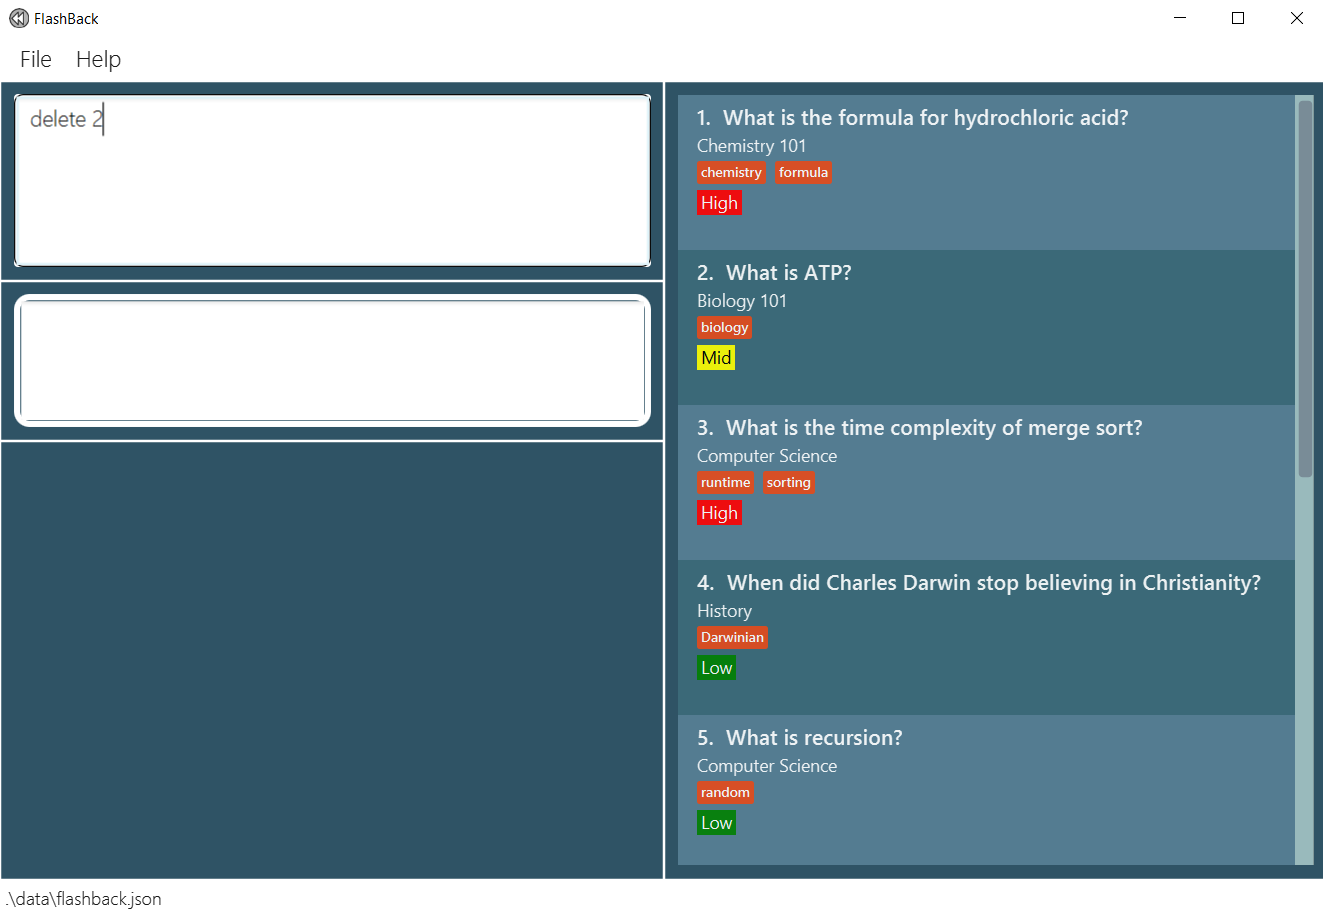 FlashBack
File Help
delete 2
1. What is the formula for hydrochloric acid?
Chemistry 101
chemistry formula
High
2. What is ATP?
Biology 101
biology
Mid
3. What is the time complexity of merge sort?
Computer Science
runtime sorting
High
4. When did Charles Darwin stop believing in Christianity?
History
Darwinian
Low
5. What is recursion?
Computer Science
random
Low
.\data\flashback.json